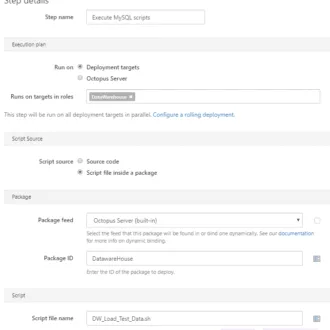 Step details
Step name Execute MySQL scripts
Execution plan
Run on Deployment targets
Octopus Server
Runs on targets in roles DataWarehouse ×
This step will be run on all deployment targets in parallel. Configure a rolling deployment.
Script Source
Script source Source code
Script file inside a package
Package
Package feed Octopus Server (built-in)
Select the feed that this package will be found in or bind one dynamically. See our documentation
for more info on dynamic binding.
Package ID DatawareHouse
Enter the ID of the package to deploy.
Script
Script file name DW_Load_Test_Data.sh